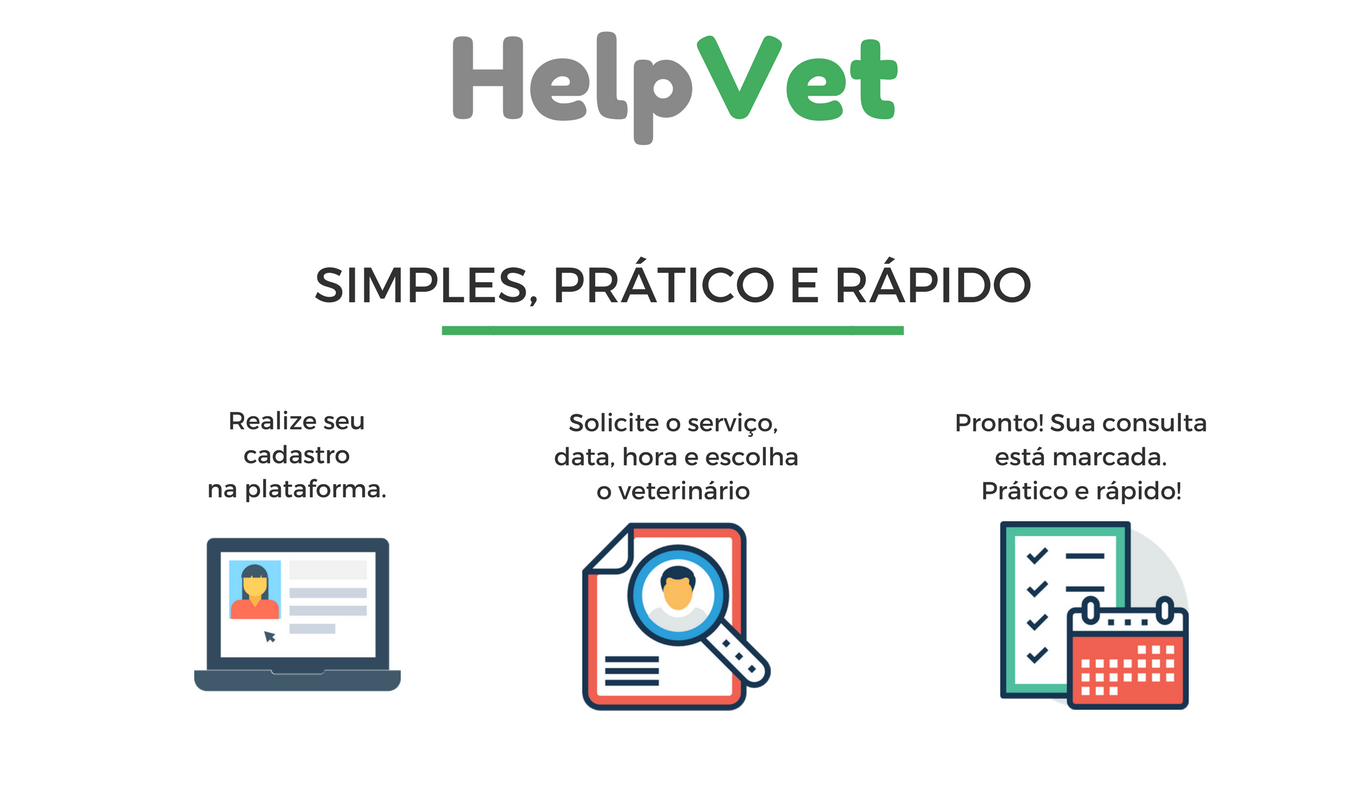 HelpVet
SIMPLES, PRÁTICO E RÁPIDO
Realize seu
cadastro
na plataforma.
Solicite o serviço,
data, hora e escolha
o veterinário
Pronto! Sua consulta
está marcada.
Prático e rápido!